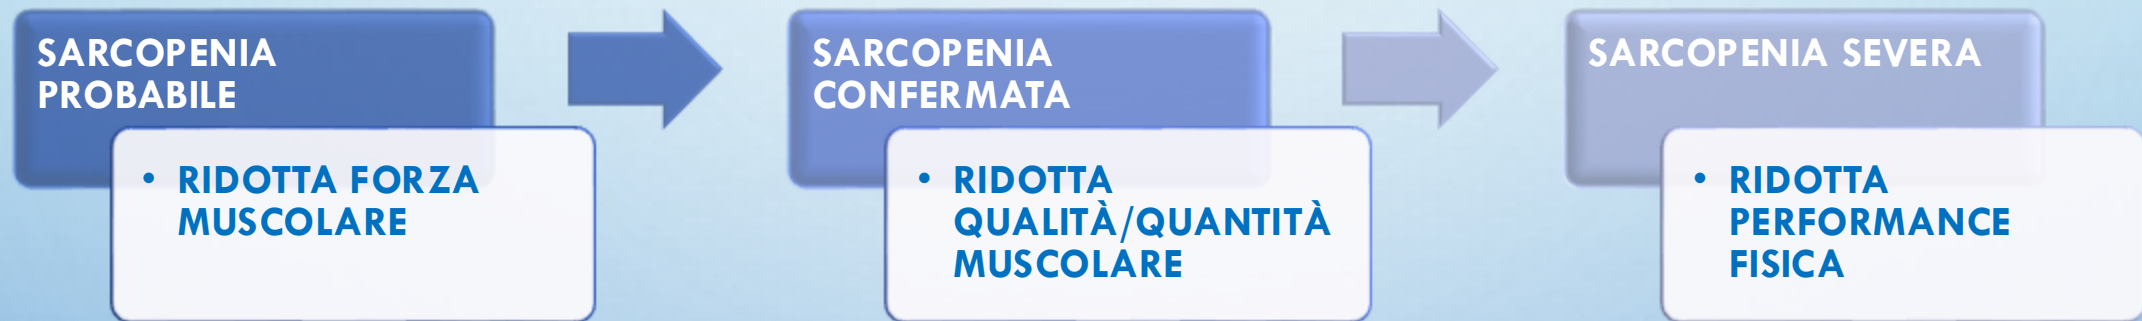 SARCOPENIA
PROBABILE
• RIDOTTA FORZA
MUSCOLARE
SARCOPENIA
CONFERMATA
• RIDOTTA
QUALITÀ/QUANTITÀ
MUSCOLARE
SARCOPENIA SEVERA
• RIDOTTA
PERFORMANCE
FISICA